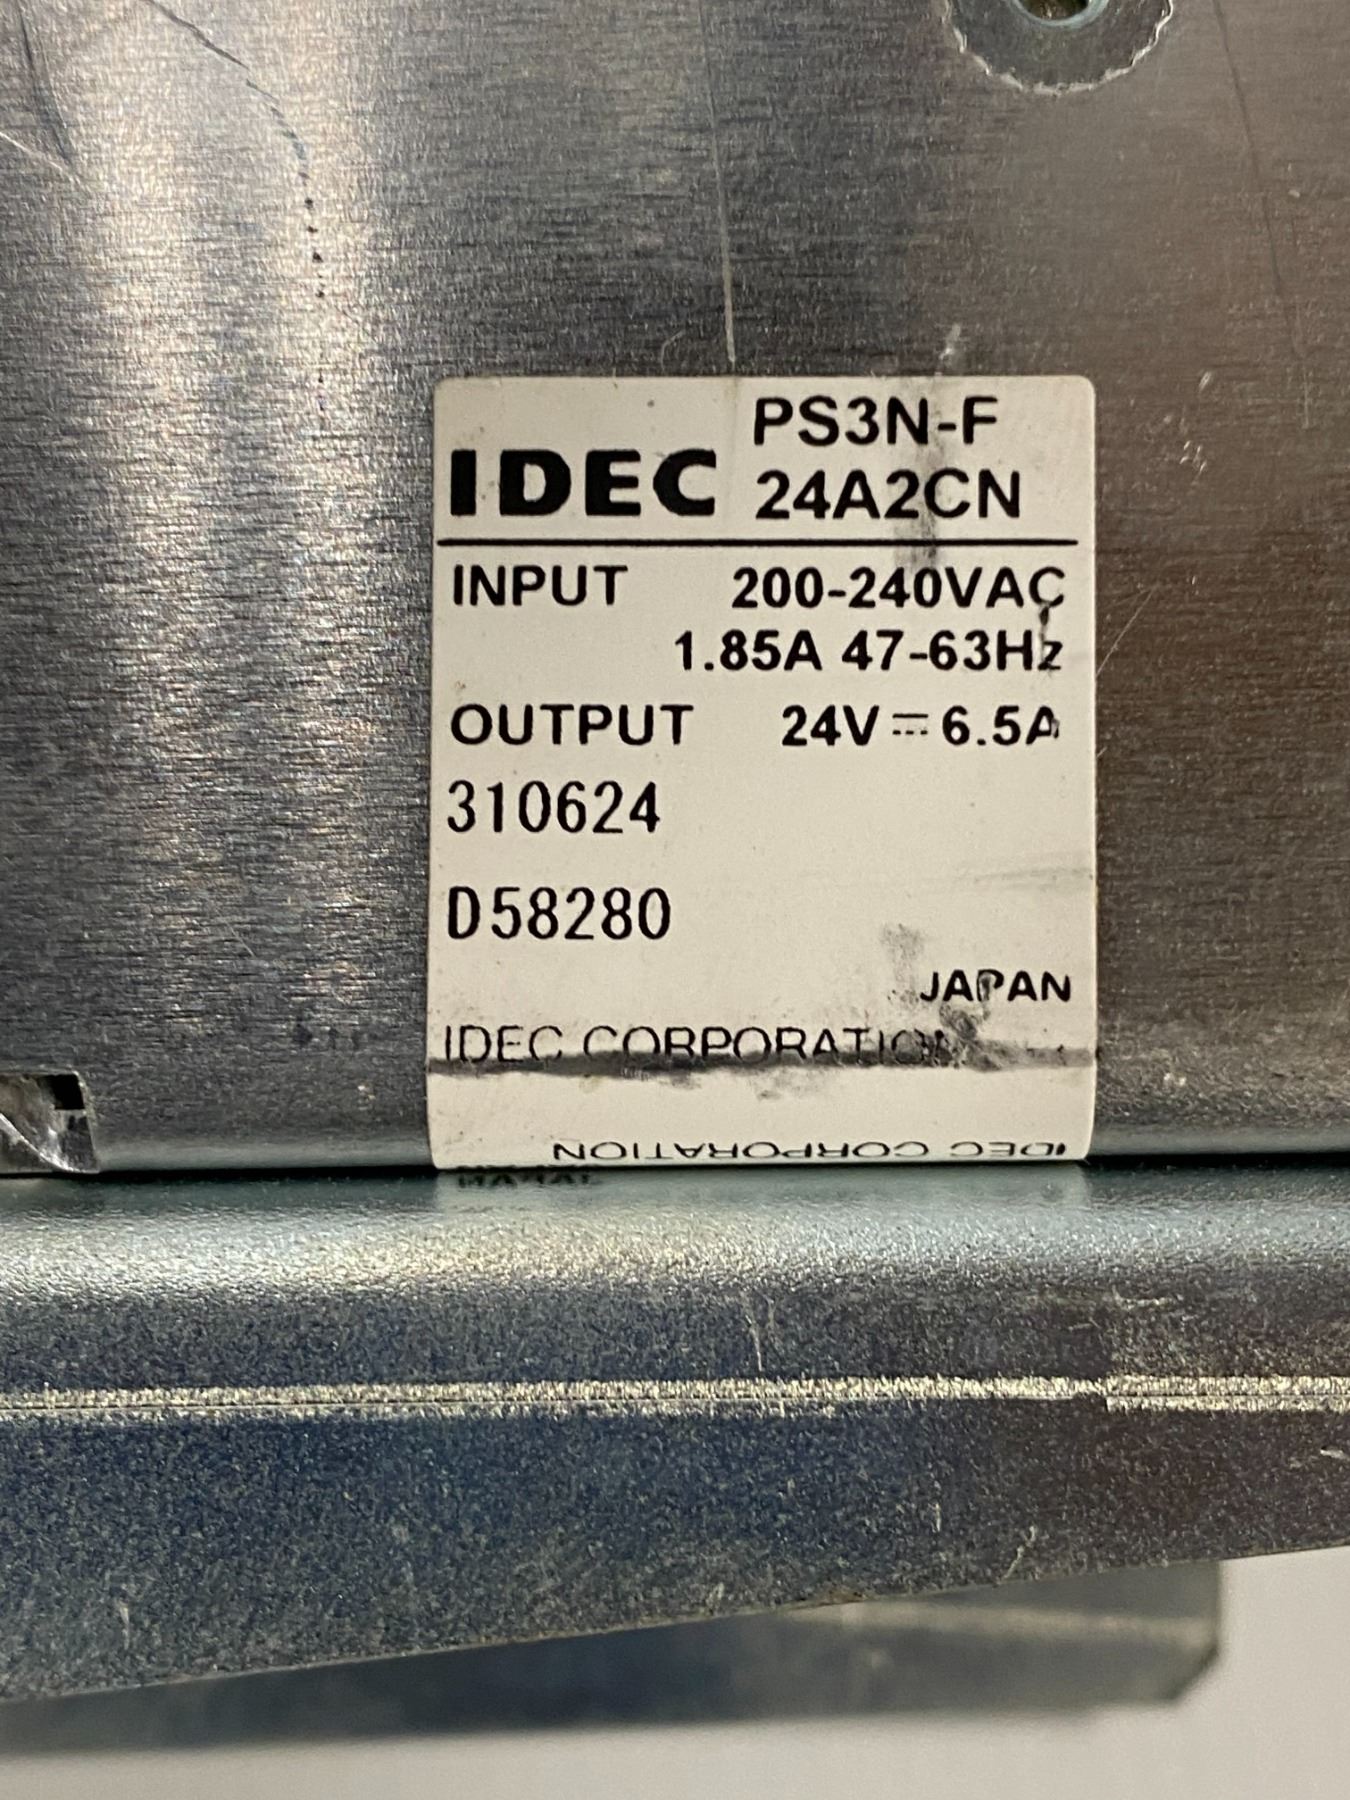 IDEC PS3N-F
24A2CN
INPUT 200-240VAC
1.85A 47-63Hz
OUTPUT 24V⎓6.5A
310624
D58280
JAPAN
IDEC CORPORATION
IDEC CORPORATION
JAPAN